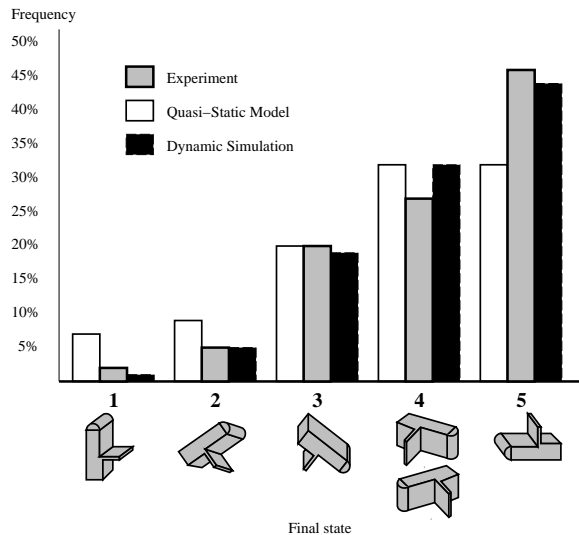 Frequency
50%
45%
40%
35%
30%
20%
10%
5%
25%
15%
Experiment
Quasi−Static Model
Dynamic Simulation
1 2 3 4 5
Final state